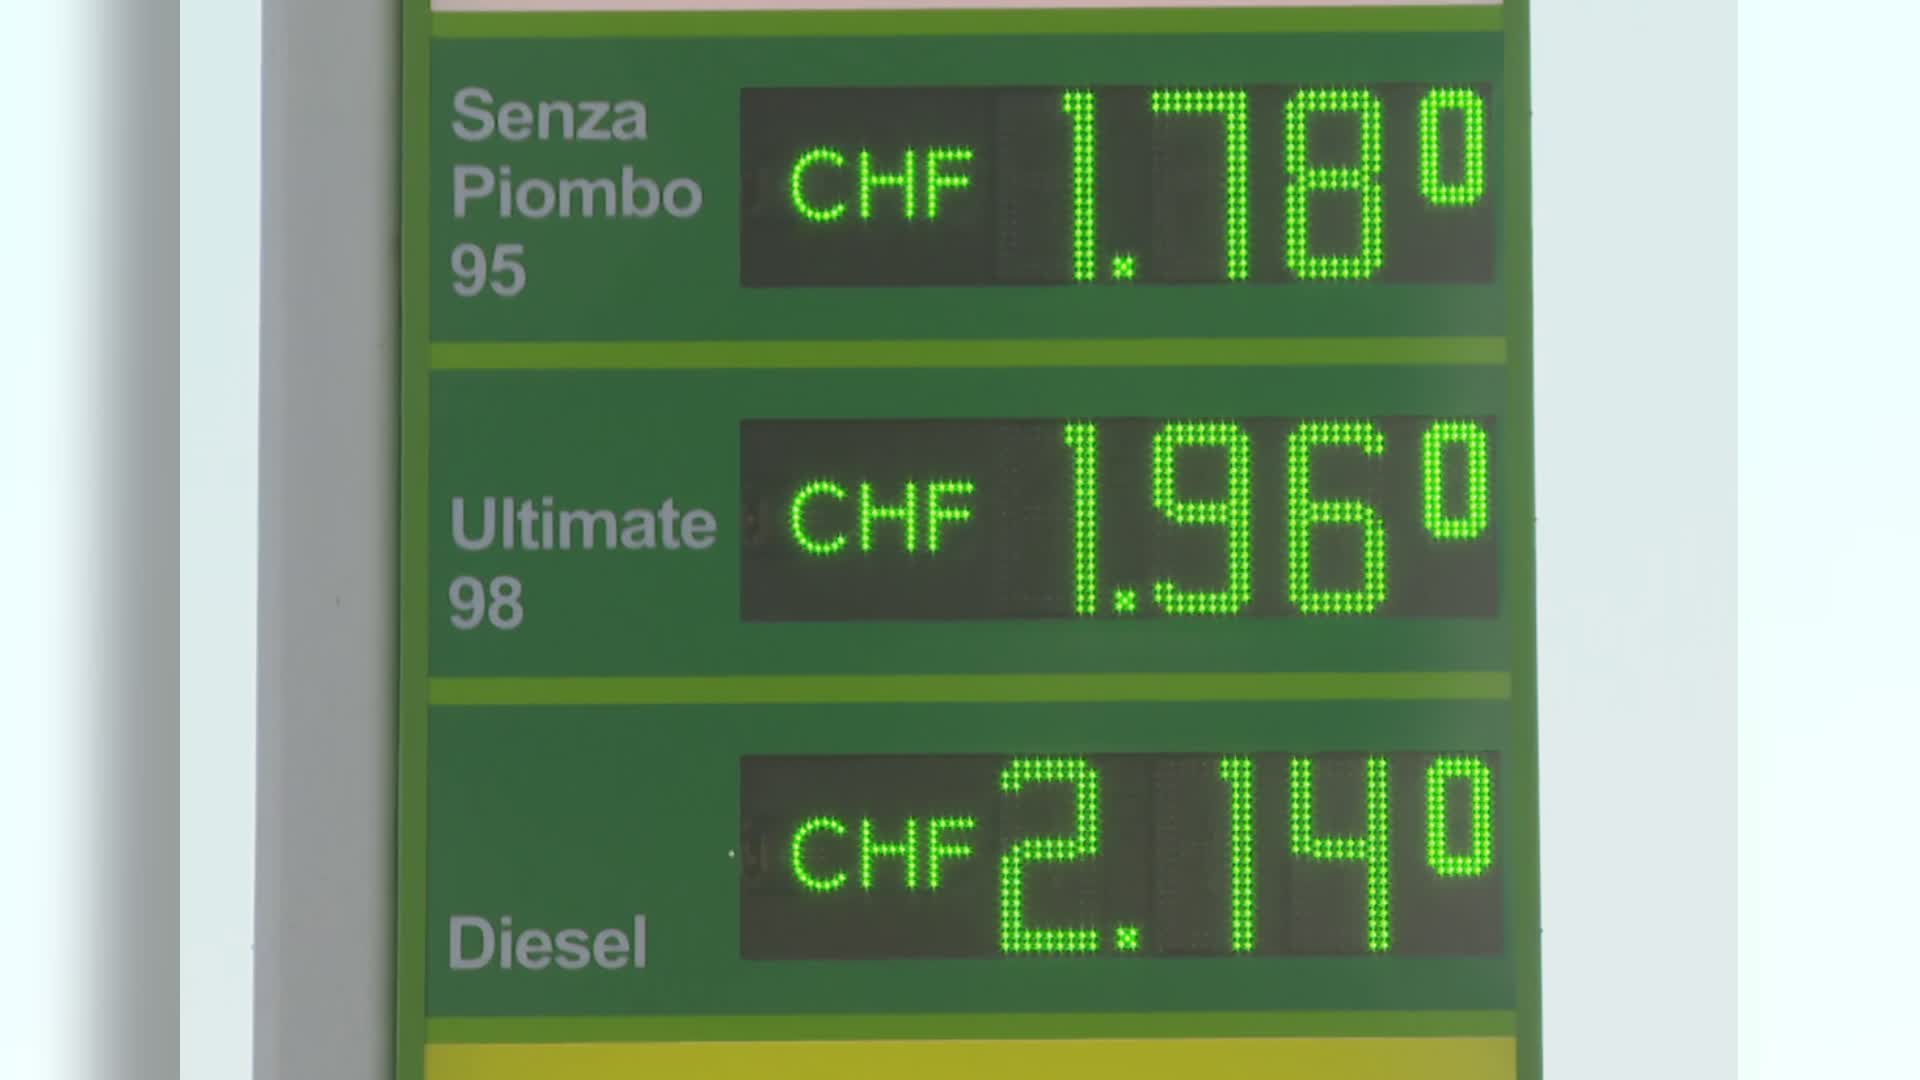 Senza
Piombo
95
CHF 1.78⁰
Ultimate
98
CHF 1.96⁰
Diesel
CHF 2.14⁰